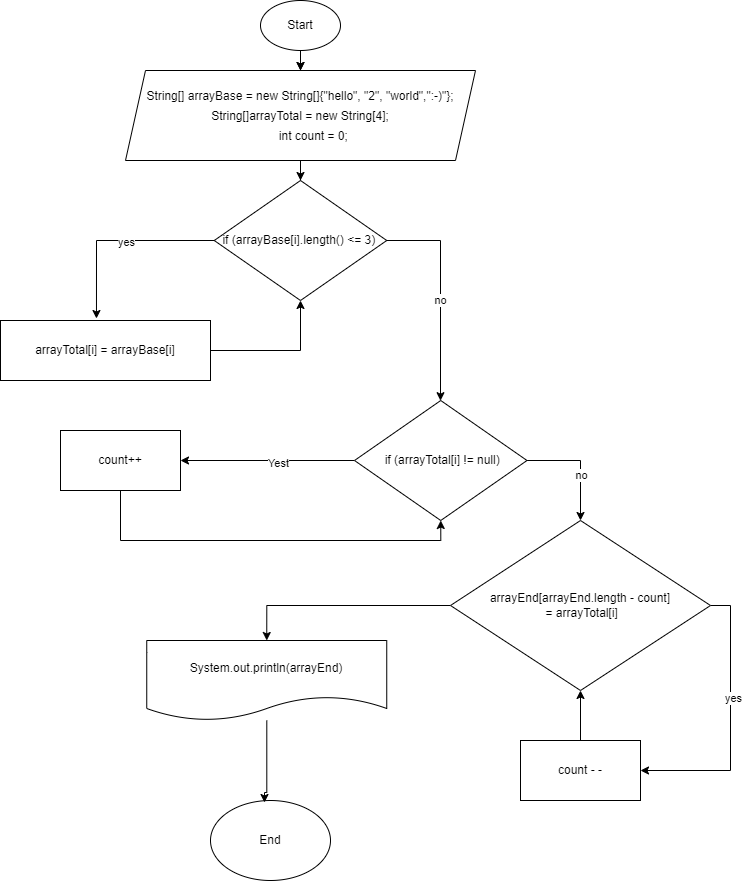 Start
String[] arrayBase = new String[]{"hello", "2", "world",":-)"};
String[]arrayTotal = new String[4];
int count = 0;
if (arrayBase[i].length() <= 3)
yes
no
arrayTotal[i] = arrayBase[i]
count++
Yest
if (arrayTotal[i] != null)
no
arrayEnd[arrayEnd.length - count]
= arrayTotal[i]
System.out.println(arrayEnd)
yes
count - -
End